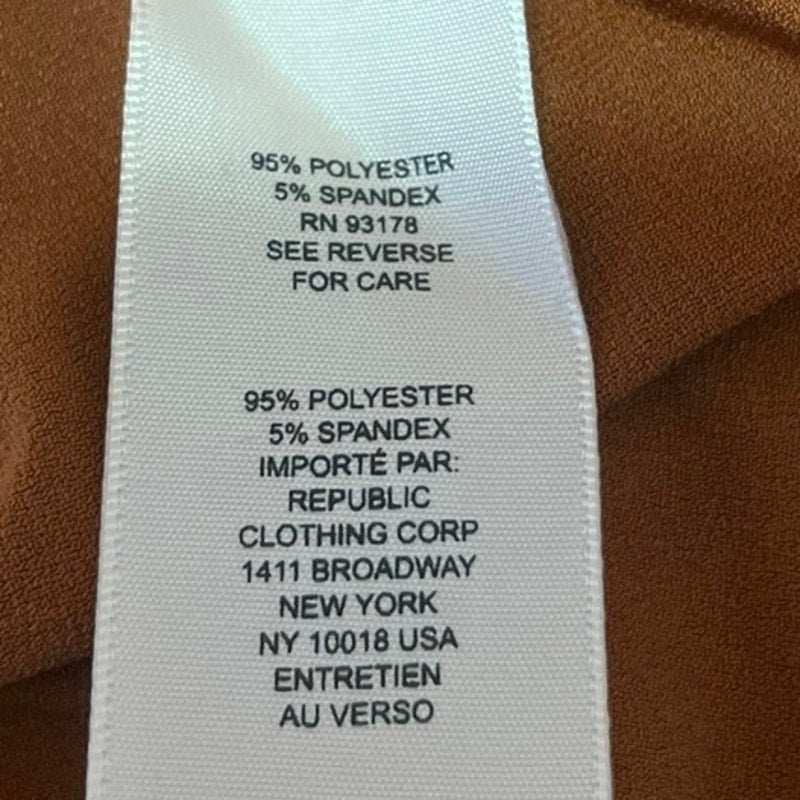 95% POLYESTER
5% SPANDEX
RN 93178
SEE REVERSE
FOR CARE
95% POLYESTER
5% SPANDEX
IMPORTÉ PAR:
REPUBLIC
CLOTHING CORP
1411 BROADWAY
NEW YORK
NY 10018 USA
ENTRETIEN
AU VERSO